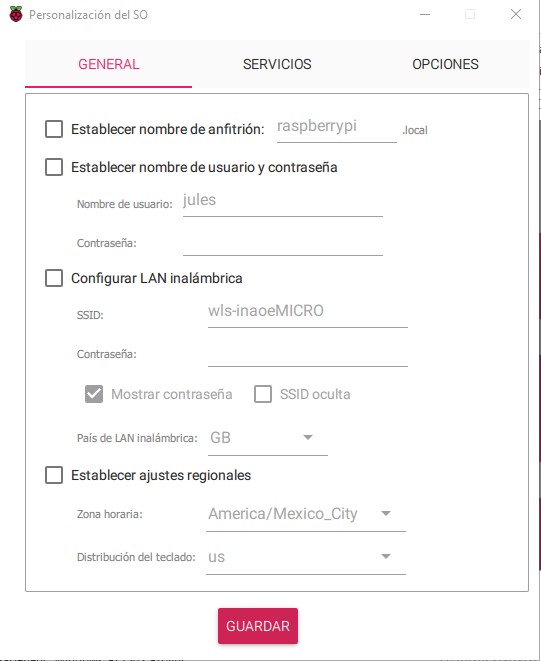 Personalización del SO
GENERAL SERVICIOS OPCIONES
Establecer nombre de anfitrión: raspberrypi .local
Establecer nombre de usuario y contraseña
Nombre de usuario: jules
Contraseña:
Configurar LAN inalámbrica
SSID: wls-inaoeMICRO
Contraseña:
Mostrar contraseña SSID oculta
País de LAN inalámbrica: GB
Establecer ajustes regionales
Zona horaria: America/Mexico_City
Distribución del teclado: us
GUARDAR